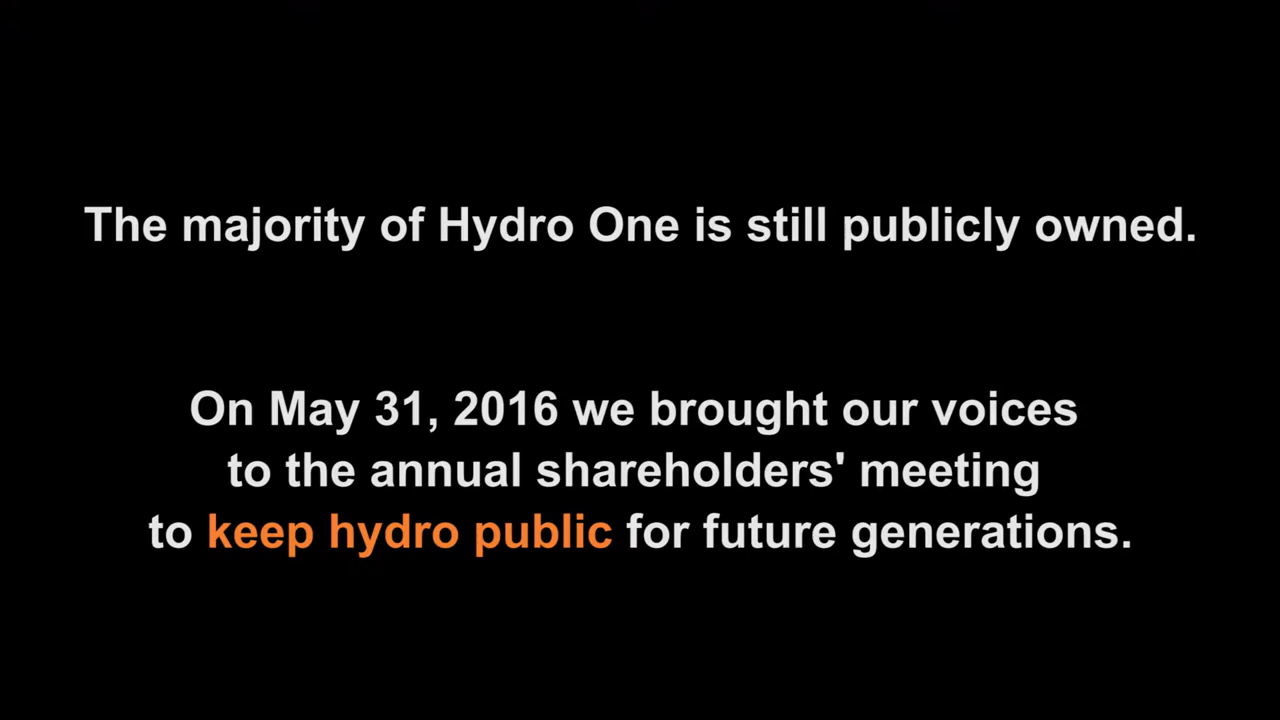 The majority of Hydro One is still publicly owned.
On May 31, 2016 we brought our voices
to the annual shareholders' meeting
to keep hydro public for future generations.